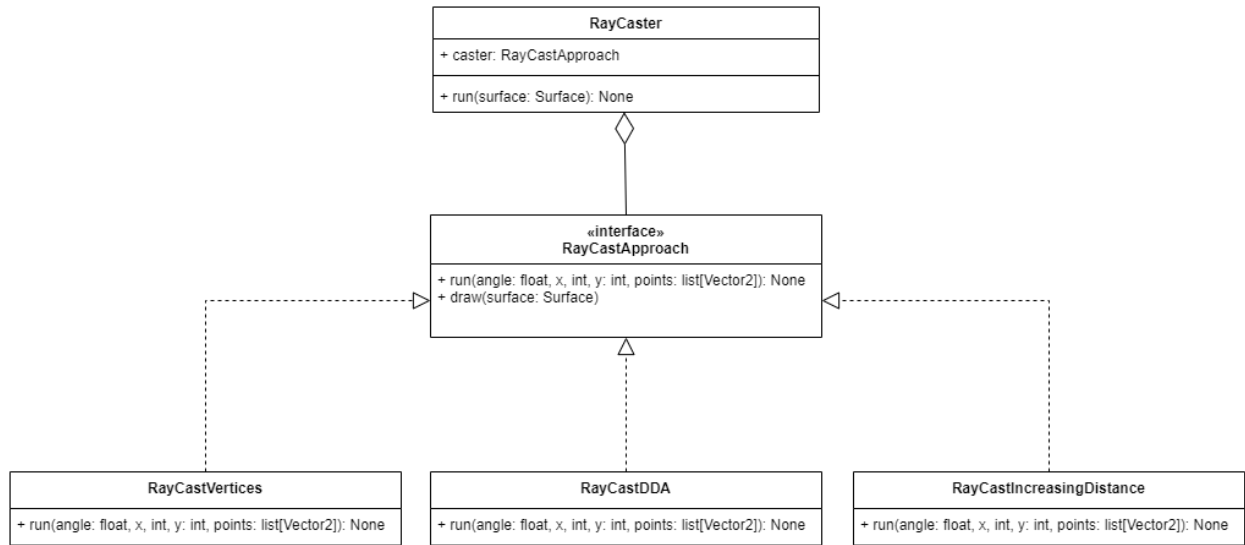 RayCaster
+ caster: RayCastApproach
+ run(surface: Surface): None
«interface»
RayCastApproach
+ run(angle: float, x, int, y: int, points: list[Vector2]): None
+ draw(surface: Surface)
RayCastVertices
+ run(angle: float, x, int, y: int, points: list[Vector2]): None
RayCastDDA
+ run(angle: float, x, int, y: int, points: list[Vector2]): None
RayCastIncreasingDistance
+ run(angle: float, x, int, y: int, points: list[Vector2]): None